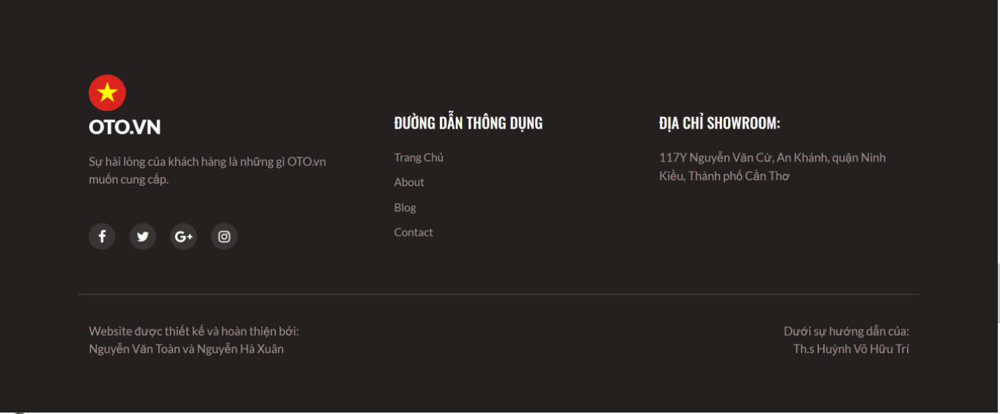 OTO.VN
Sự hài lòng của khách hàng là những gì OTO.vn
muốn cung cấp.
ĐƯỜNG DẪN THÔNG DỤNG
Trang Chủ
About
Blog
Contact
ĐỊA CHỈ SHOWROOM:
117Y Nguyễn Văn Cừ, An Khánh, quận Ninh
Kiều, Thành phố Cần Thơ
Website được thiết kế và hoàn thiện bởi:
Nguyễn Văn Toàn và Nguyễn Hà Xuân
Dưới sự hướng dẫn của:
Th.s Huỳnh Võ Hữu Trí